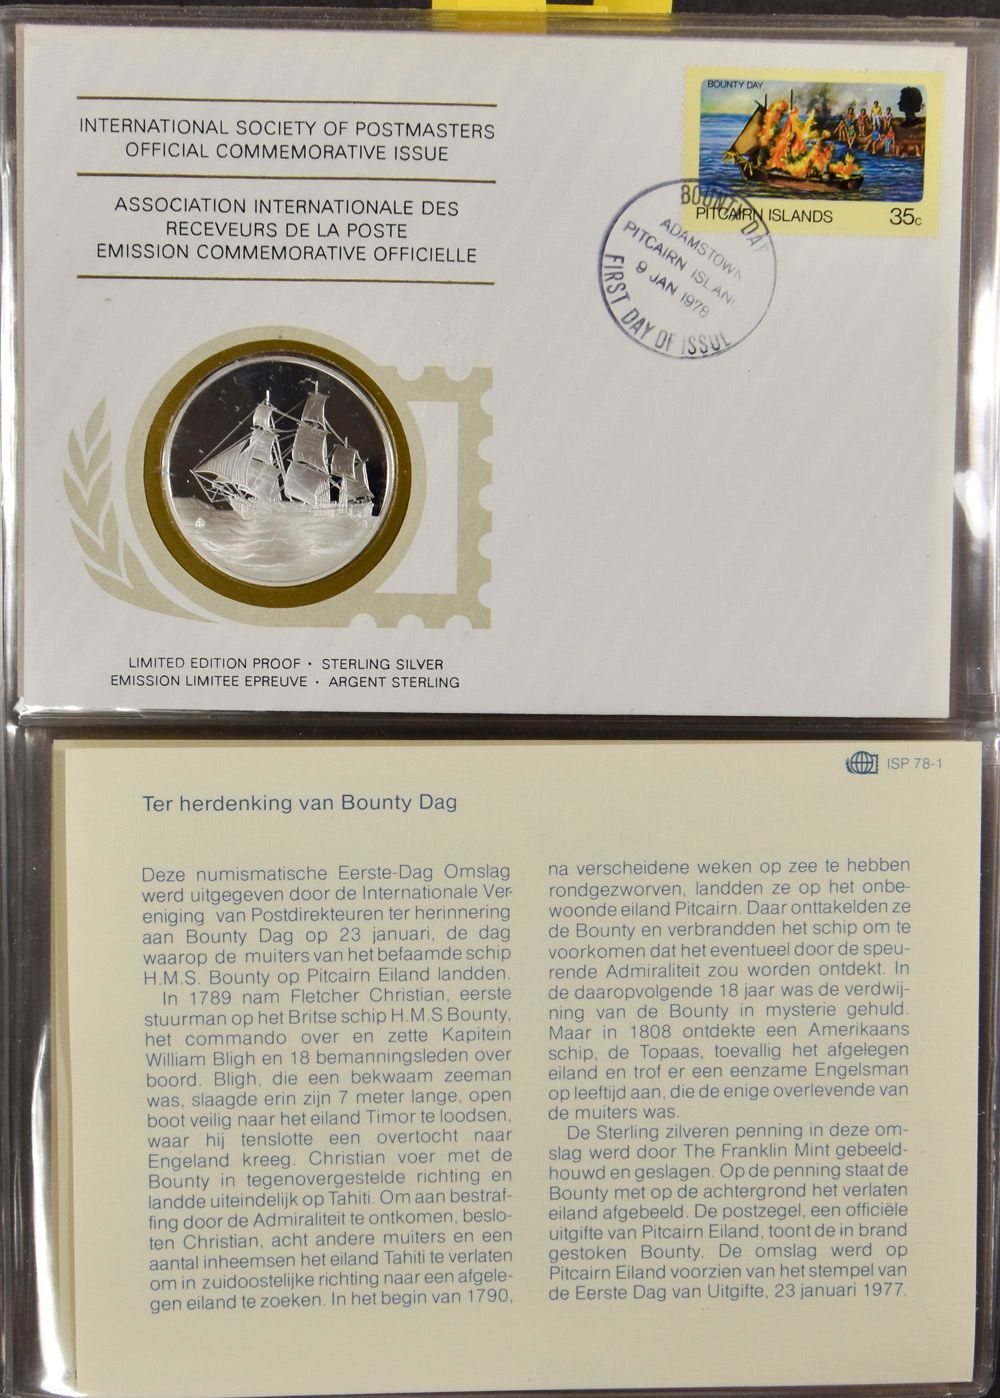 INTERNATIONAL SOCIETY OF POSTMASTERS
OFFICIAL COMMEMORATIVE ISSUE
ASSOCIATION INTERNATIONALE DES
RECEVEURS DE LA POSTE
EMISSION COMMEMORATIVE OFFICIELLE
BOUNTY DAY
PITCAIRN ISLANDS 35c
BOUNTY DAY
ADAMSTOWN
PITCAIRN ISLAND
9 JAN 1978
FIRST DAY OF ISSUE
LIMITED EDITION PROOF · STERLING SILVER
EMISSION LIMITEE EPREUVE · ARGENT STERLING
ISP 78-1
Ter herdenking van Bounty Dag
Deze numismatische Eerste-Dag Omslag
werd uitgegeven door de Internationale Ver-
eniging van Postdirekteuren ter herinnering
aan Bounty Dag op 23 januari, de dag
waarop de muiters van het befaamde schip
H.M.S. Bounty op Pitcairn Eiland landden.
In 1789 nam Fletcher Christian, eerste
stuurman op het Britse schip H.M.S Bounty,
het commando over en zette Kapitein
William Bligh en 18 bemanningsleden over
boord. Bligh, die een bekwaam zeeman
was, slaagde erin zijn 7 meter lange, open
boot veilig naar het eiland Timor te loodsen,
waar hij tenslotte een overtocht naar
Engeland kreeg. Christian voer met de
Bounty in tegenovergestelde richting en
landde uiteindelijk op Tahiti. Om aan bestraf-
fing door de Admiraliteit te ontkomen, beslo-
ten Christian, acht andere muiters en een
aantal inheemsen het eiland Tahiti te verlaten
om in zuidoostelijke richting naar een afgele-
gen eiland te zoeken. In het begin van 1790,
na verscheidene weken op zee te hebben
rondgezworven, landden ze op het onbe-
woonde eiland Pitcairn. Daar onttakelden ze
de Bounty en verbrandden het schip om te
voorkomen dat het eventueel door de speu-
rende Admiraliteit zou worden ontdekt. In
de daaropvolgende 18 jaar was de verdwij-
ning van de Bounty in mysterie gehuld.
Maar in 1808 ontdekte een Amerikaans
schip, de Topaas, toevallig het afgelegen
eiland en trof er een eenzame Engelsman
op leeftijd aan, die de enige overlevende van
de muiters was.
De Sterling zilveren penning in deze om-
slag werd door The Franklin Mint gebeeld-
houwd en geslagen. Op de penning staat de
Bounty met op de achtergrond het verlaten
eiland afgebeeld. De postzegel, een officiële
uitgifte van Pitcairn Eiland, toont de in brand
gestoken Bounty. De omslag werd op
Pitcairn Eiland voorzien van het stempel van
de Eerste Dag van Uitgifte, 23 januari 1977.